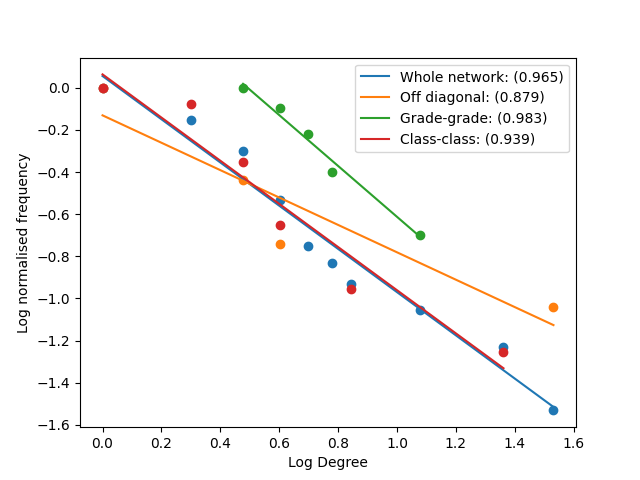 Whole network: (0.965)
Off diagonal: (0.879)
Grade-grade: (0.983)
Class-class: (0.939)
Log normalised frequency
0.0
−0.2
−0.4
−0.6
−0.8
−1.0
−1.2
−1.4
−1.6
0.0 0.2 0.4 0.6 0.8 1.0 1.2 1.4 1.6
Log Degree